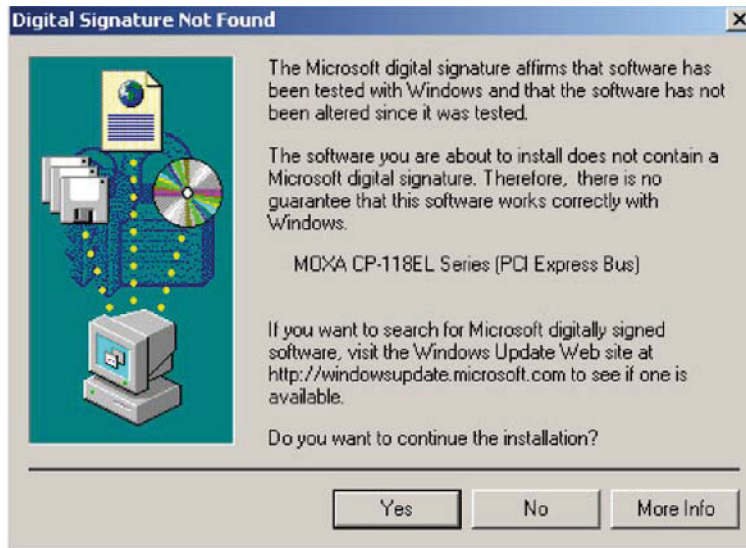 Digital Signature Not Found
The Microsoft digital signature affirms that software has
been tested with Windows and that the software has not
been altered since it was tested.
The software you are about to install does not contain a
Microsoft digital signature. Therefore, there is no
guarantee that this software works correctly with
Windows.
MOXA CP-118EL Series (PCI Express Bus)
If you want to search for Microsoft digitally signed
software, visit the Windows Update Web site at
http://windowsupdate.microsoft.com to see if one is
available.
Do you want to continue the installation?
Yes No More Info